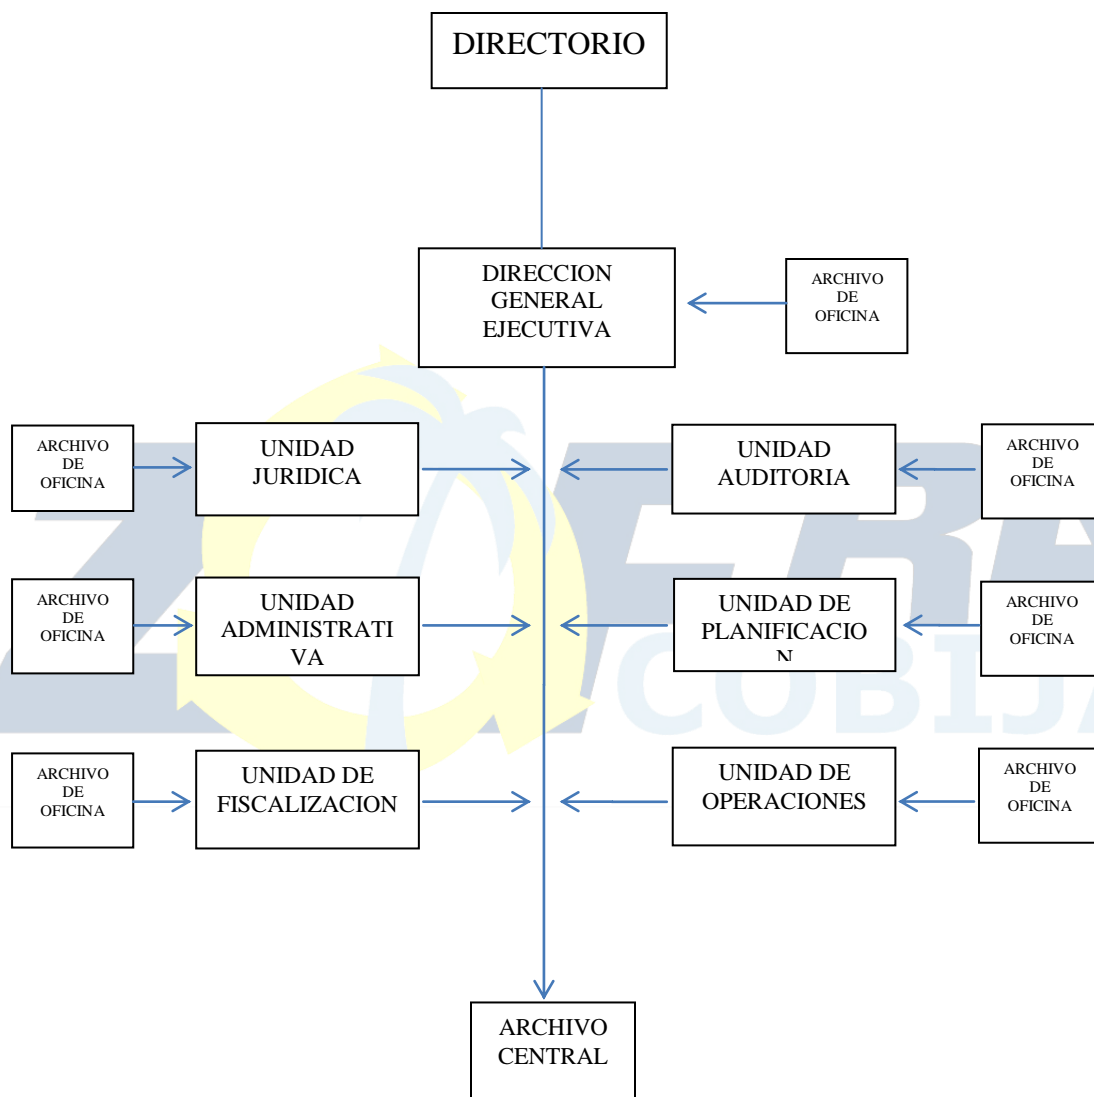 DIRECTORIO
DIRECCION
GENERAL
EJECUTIVA
ARCHIVO
DE
OFICINA
ARCHIVO
DE
OFICINA
UNIDAD
JURIDICA
UNIDAD
AUDITORIA
ARCHIVO
DE
OFICINA
ARCHIVO
DE
OFICINA
UNIDAD
ADMINISTRATI
VA
UNIDAD DE
PLANIFICACIO
N
ARCHIVO
DE
OFICINA
ARCHIVO
DE
OFICINA
UNIDAD DE
FISCALIZACION
UNIDAD DE
OPERACIONES
ARCHIVO
DE
OFICINA
ARCHIVO
CENTRAL
ZOFRA
COBIJA